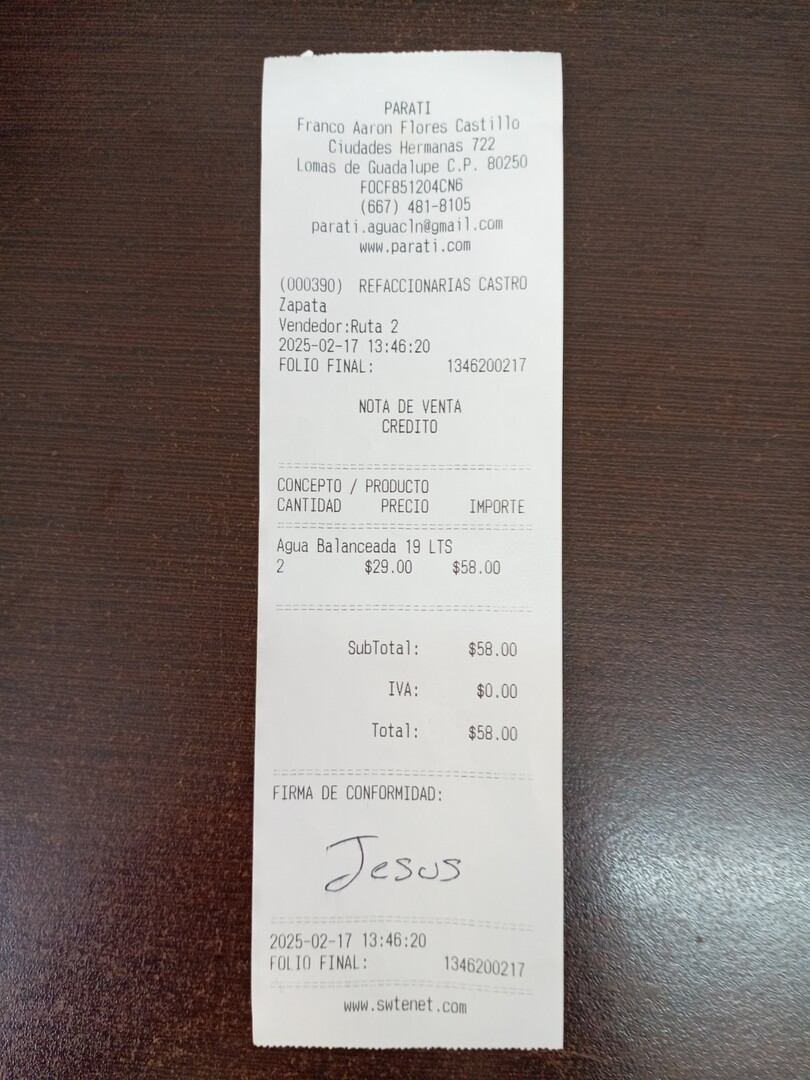 PARATI
Franco Aaron Flores Castillo
Ciudades Hermanas 722
Lomas de Guadalupe C.P. 80250
FOCF851204CN6
(667) 481-8105
parati.aguacln@gmail.com
www.parati.com
(000390) REFACCIONARIAS CASTRO
Zapata
Vendedor:Ruta 2
2025-02-17 13:46:20
FOLIO FINAL: 1346200217
NOTA DE VENTA
CREDITO
CONCEPTO / PRODUCTO
CANTIDAD PRECIO IMPORTE
Agua Balanceada 19 LTS
2 $29.00 $58.00
SubTotal: $58.00
IVA: $0.00
Total: $58.00
FIRMA DE CONFORMIDAD:
Jesus
2025-02-17 13:46:20
FOLIO FINAL: 1346200217
www.swtenet.com